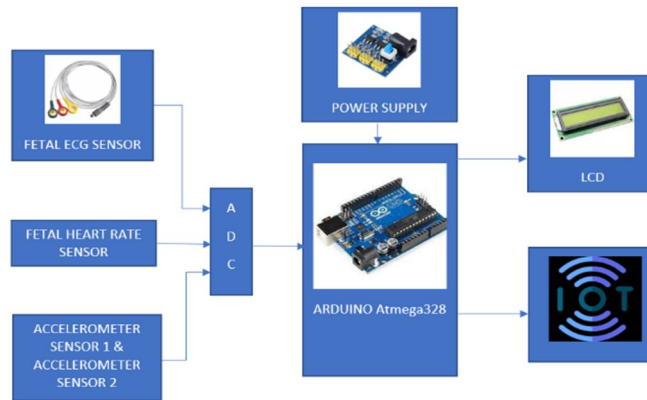 POWER SUPPLY
FETAL ECG SENSOR
LCD
A
D
C
FETAL HEART RATE
SENSOR
ARDUINO Atmega328
IOT
ACCELEROMETER
SENSOR 1 &
ACCELEROMETER
SENSOR 2